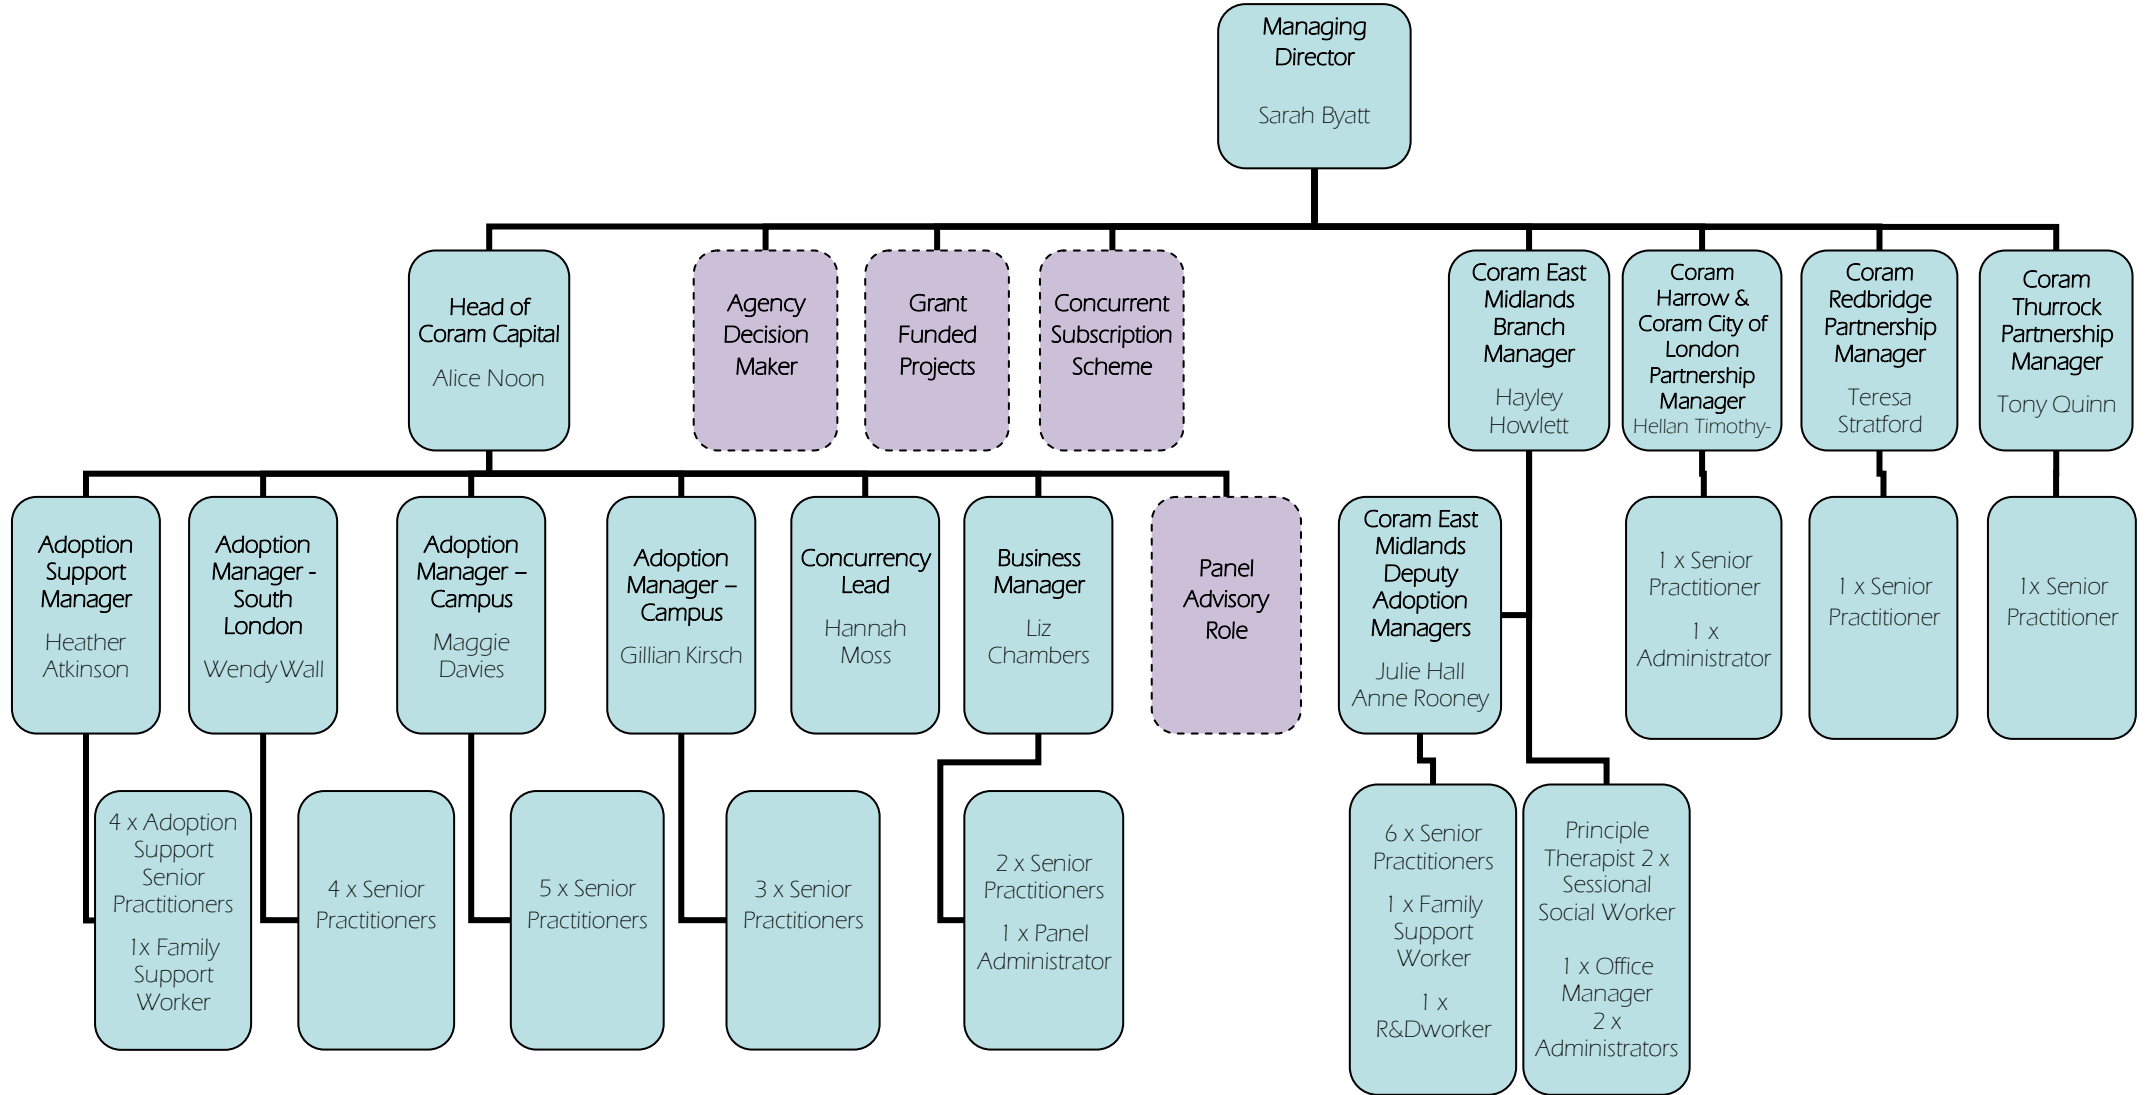 Managing
Director
Sarah Byatt
Head of
Coram Capital
Alice Noon
Agency
Decision
Maker
Grant
Funded
Projects
Concurrent
Subscription
Scheme
Coram East
Midlands
Branch
Manager
Hayley
Howlett
Coram
Harrow &
Coram City of
London
Partnership
Manager
Hellan Timothy-
Coram
Redbridge
Partnership
Manager
Teresa
Stratford
Coram
Thurrock
Partnership
Manager
Tony Quinn
Adoption
Support
Manager
Heather
Atkinson
Adoption
Manager -
South
London
Wendy Wall
Adoption
Manager –
Campus
Maggie
Davies
Adoption
Manager –
Campus
Gillian Kirsch
Concurrency
Lead
Hannah
Moss
Business
Manager
Liz
Chambers
Panel
Advisory
Role
Coram East
Midlands
Deputy
Adoption
Managers
Julie Hall
Anne Rooney
1 x Senior
Practitioner
1 x
Administrator
1 x Senior
Practitioner
1x Senior
Practitioner
4 x Adoption
Support
Senior
Practitioners
1x Family
Support
Worker
4 x Senior
Practitioners
5 x Senior
Practitioners
3 x Senior
Practitioners
2 x Senior
Practitioners
1 x Panel
Administrator
6 x Senior
Practitioners
1 x Family
Support
Worker
1 x
R&Dworker
Principle
Therapist 2 x
Sessional
Social Worker
1 x Office
Manager
2 x
Administrators